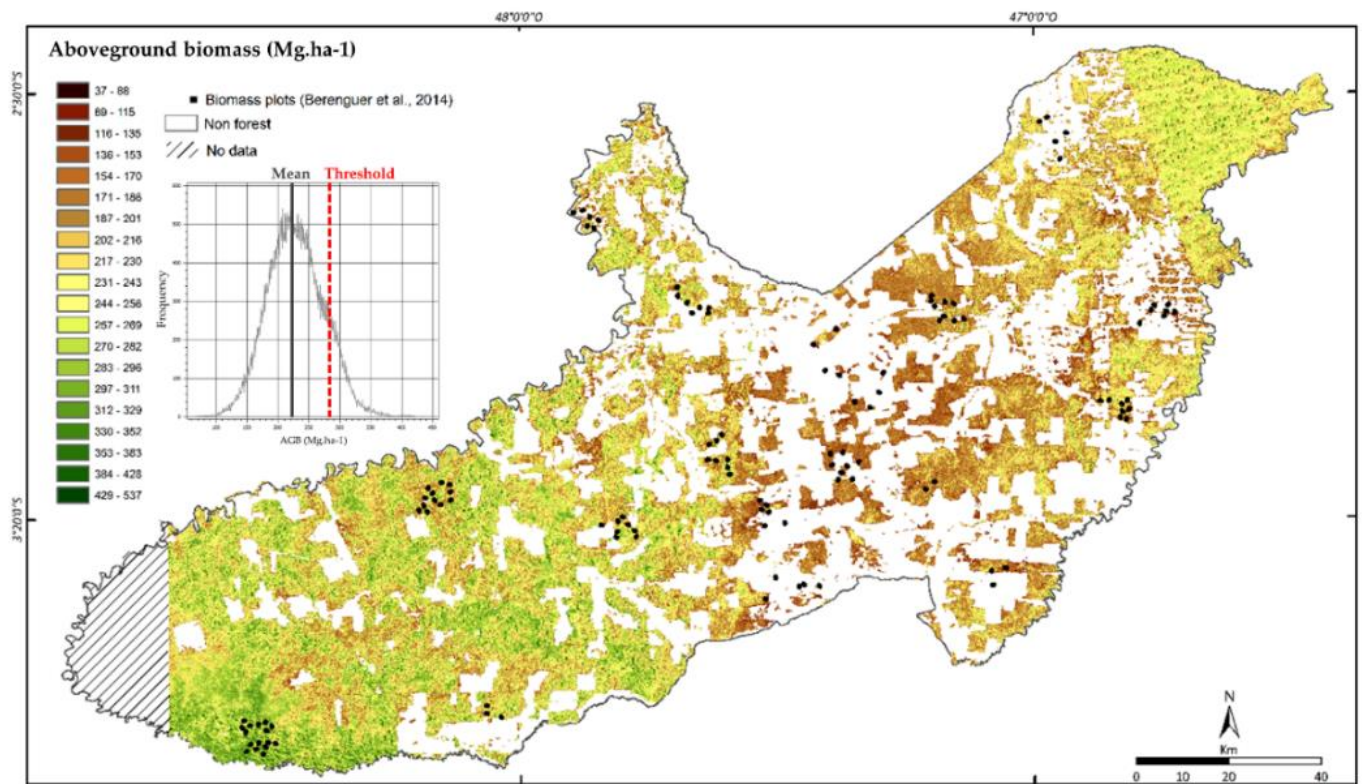 48°0'0"O
47°0'0"O
2°30'0"S
3°20'0"S
Aboveground biomass (Mg.ha-1)
37 - 88
89 - 115
116 - 135
136 - 153
154 - 170
171 - 186
187 - 201
202 - 216
217 - 230
231 - 243
244 - 256
257 - 269
270 - 282
283 - 296
297 - 311
312 - 329
330 - 352
353 - 383
384 - 428
429 - 537
Biomass plots (Berenguer et al., 2014)
Non forest
No data
Mean
Threshold
Frequency
AGB (Mg.ha-1)
N
Km
0 10 20 40